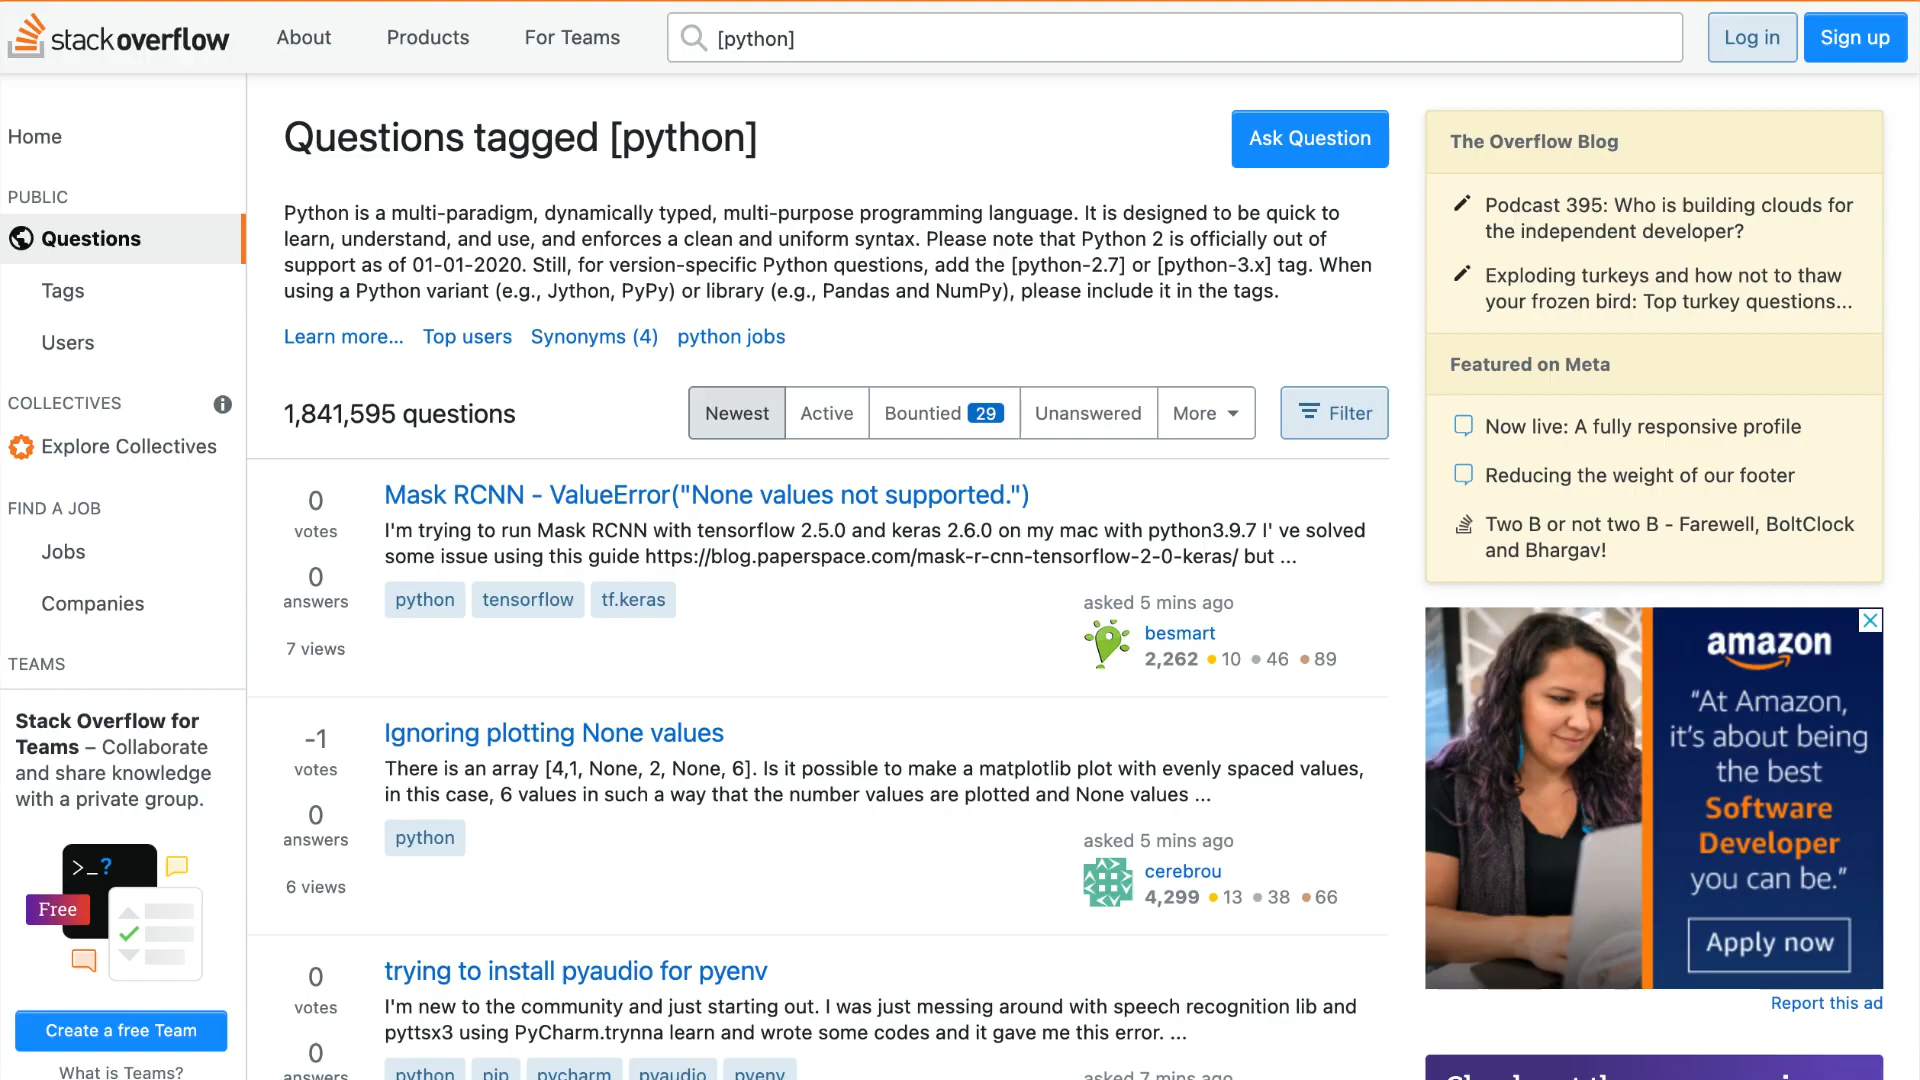 stackoverflow
About
Products
For Teams
[python]
Log in
Sign up
Home
PUBLIC
Questions
Tags
Users
COLLECTIVES
Explore Collectives
FIND A JOB
Jobs
Companies
TEAMS
Stack Overflow for
Teams – Collaborate
and share knowledge
with a private group.
>_?
Free
Create a free Team
What is Teams?
Questions tagged [python]
Ask Question
Python is a multi-paradigm, dynamically typed, multi-purpose programming language. It is designed to be quick to
learn, understand, and use, and enforces a clean and uniform syntax. Please note that Python 2 is officially out of
support as of 01-01-2020. Still, for version-specific Python questions, add the [python-2.7] or [python-3.x] tag. When
using a Python variant (e.g., Jython, PyPy) or library (e.g., Pandas and NumPy), please include it in the tags.
Learn more... Top users Synonyms (4) python jobs
1,841,595 questions
Newest
Active
Bountied 29
Unanswered
More
Filter
0
votes
0
answers
7 views
Mask RCNN - ValueError("None values not supported.")
I'm trying to run Mask RCNN with tensorflow 2.5.0 and keras 2.6.0 on my mac with python3.9.7 I' ve solved
some issue using this guide https://blog.paperspace.com/mask-r-cnn-tensorflow-2-0-keras/ but ...
python tensorflow tf.keras
asked 5 mins ago
besmart
2,262 10 46 89
-1
votes
0
answers
6 views
Ignoring plotting None values
There is an array [4,1, None, 2, None, 6]. Is it possible to make a matplotlib plot with evenly spaced values,
in this case, 6 values in such a way that the number values are plotted and None values ...
python
asked 5 mins ago
cerebrou
4,299 13 38 66
0
votes
0
answers
trying to install pyaudio for pyenv
I'm new to the community and just starting out. I was just messing around with speech recognition lib and
pyttsx3 using PyCharm.trynna learn and wrote some codes and it gave me this error. ...
python pip pycharm pyaudio pyenv
asked 7 mins ago
The Overflow Blog
Podcast 395: Who is building clouds for
the independent developer?
Exploding turkeys and how not to thaw
your frozen bird: Top turkey questions...
Featured on Meta
Now live: A fully responsive profile
Reducing the weight of our footer
Two B or not two B - Farewell, BoltClock
and Bhargav!
amazon
“At Amazon,
it's about being
the best
Software
Developer
you can be.”
Apply now
Report this ad